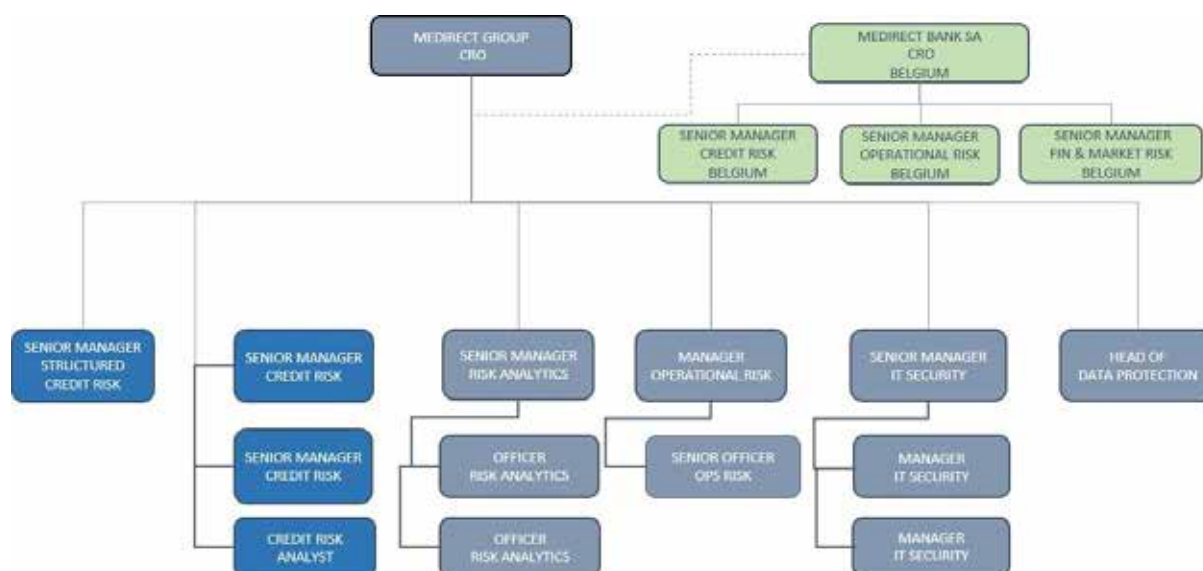 MEDIRECT GROUP
CRO
MEDIRECT BANK SA
CRO
BELGIUM
SENIOR MANAGER
CREDIT RISK
BELGIUM
SENIOR MANAGER
OPERATIONAL RISK
BELGIUM
SENIOR MANAGER
FIN & MARKET RISK
BELGIUM
SENIOR MANAGER
STRUCTURED
CREDIT RISK
SENIOR MANAGER
CREDIT RISK
SENIOR MANAGER
RISK ANALYTICS
MANAGER
OPERATIONAL RISK
SENIOR MANAGER
IT SECURITY
HEAD OF
DATA PROTECTION
SENIOR MANAGER
CREDIT RISK
OFFICER
RISK ANALYTICS
SENIOR OFFICER
OPS RISK
MANAGER
IT SECURITY
CREDIT RISK
ANALYST
OFFICER
RISK ANALYTICS
MANAGER
IT SECURITY